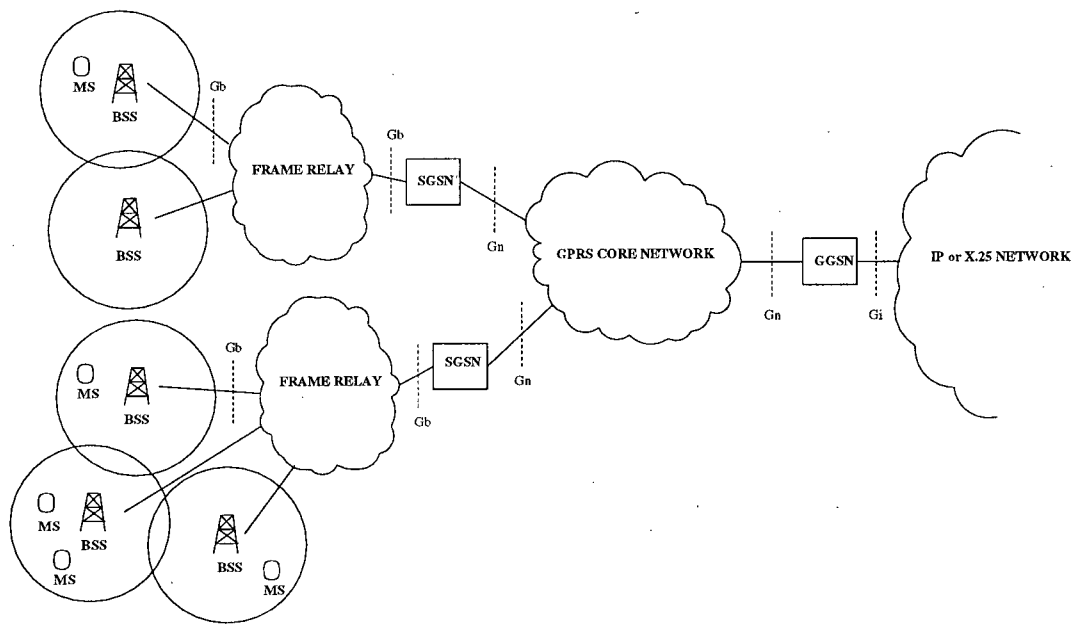 MS
BSS
Gb
FRAME RELAY
Gb
SGSN
Gn
BSS
GPRS CORE NETWORK
Gn
GGSN
Gi
IP or X.25 NETWORK
MS
BSS
Gb
FRAME RELAY
Gb
SGSN
Gn
MS
BSS
MS
BSS
MS